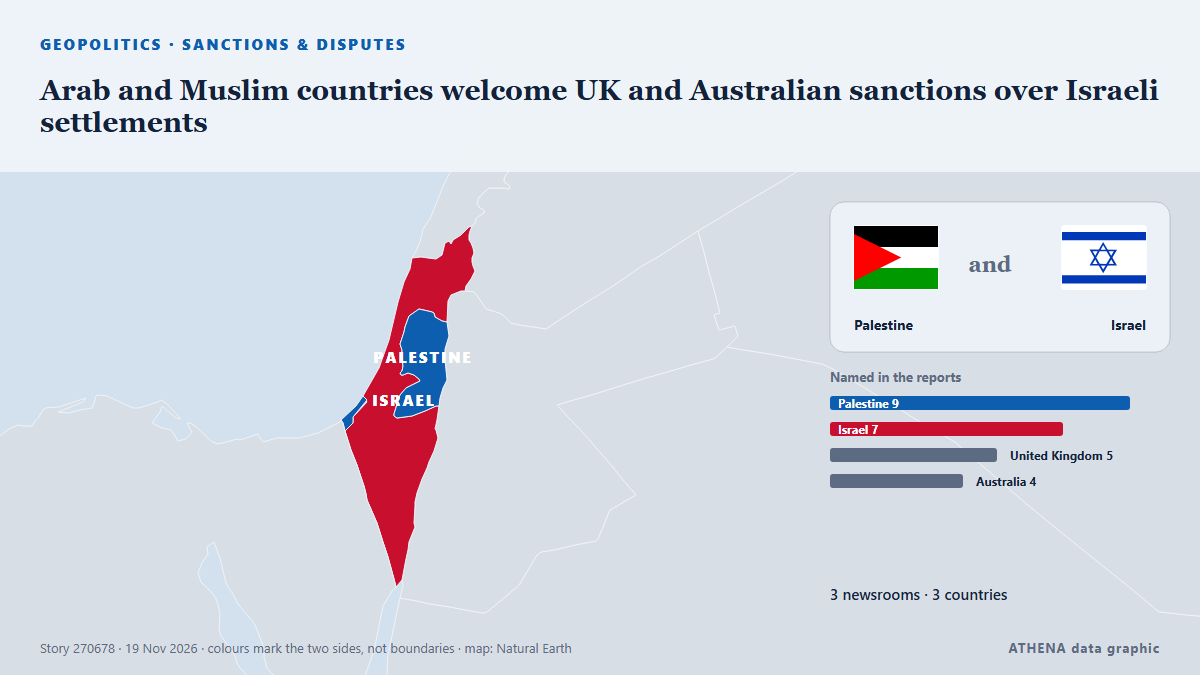 GEOPOLITICS · SANCTIONS & DISPUTES
Arab and Muslim countries welcome UK and Australian sanctions over Israeli
settlements
PALESTINE
ISRAEL
and
Palestine
Israel
Named in the reports
Palestine 9
Israel 7
United Kingdom 5
Australia 4
3 newsrooms · 3 countries
Story 270678 · 19 Nov 2026 · colours mark the two sides, not boundaries · map: Natural Earth
ATHENA data graphic